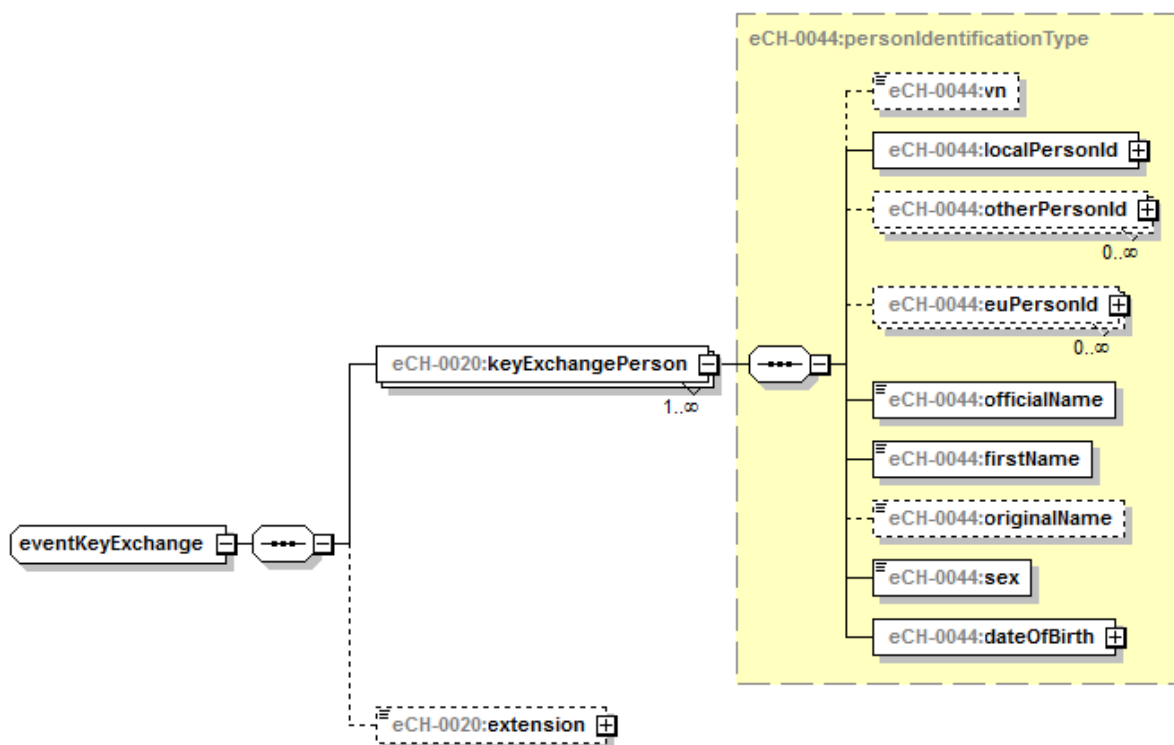 eCH-0044:personIdentificationType
eCH-0044:vn
eCH-0044:localPersonId
eCH-0044:otherPersonId
0..∞
eCH-0044:euPersonId
0..∞
eCH-0020:keyExchangePerson
1..∞
eCH-0044:officialName
eCH-0044:firstName
eCH-0044:originalName
eventKeyExchange
eCH-0044:sex
eCH-0044:dateOfBirth
eCH-0020:extension